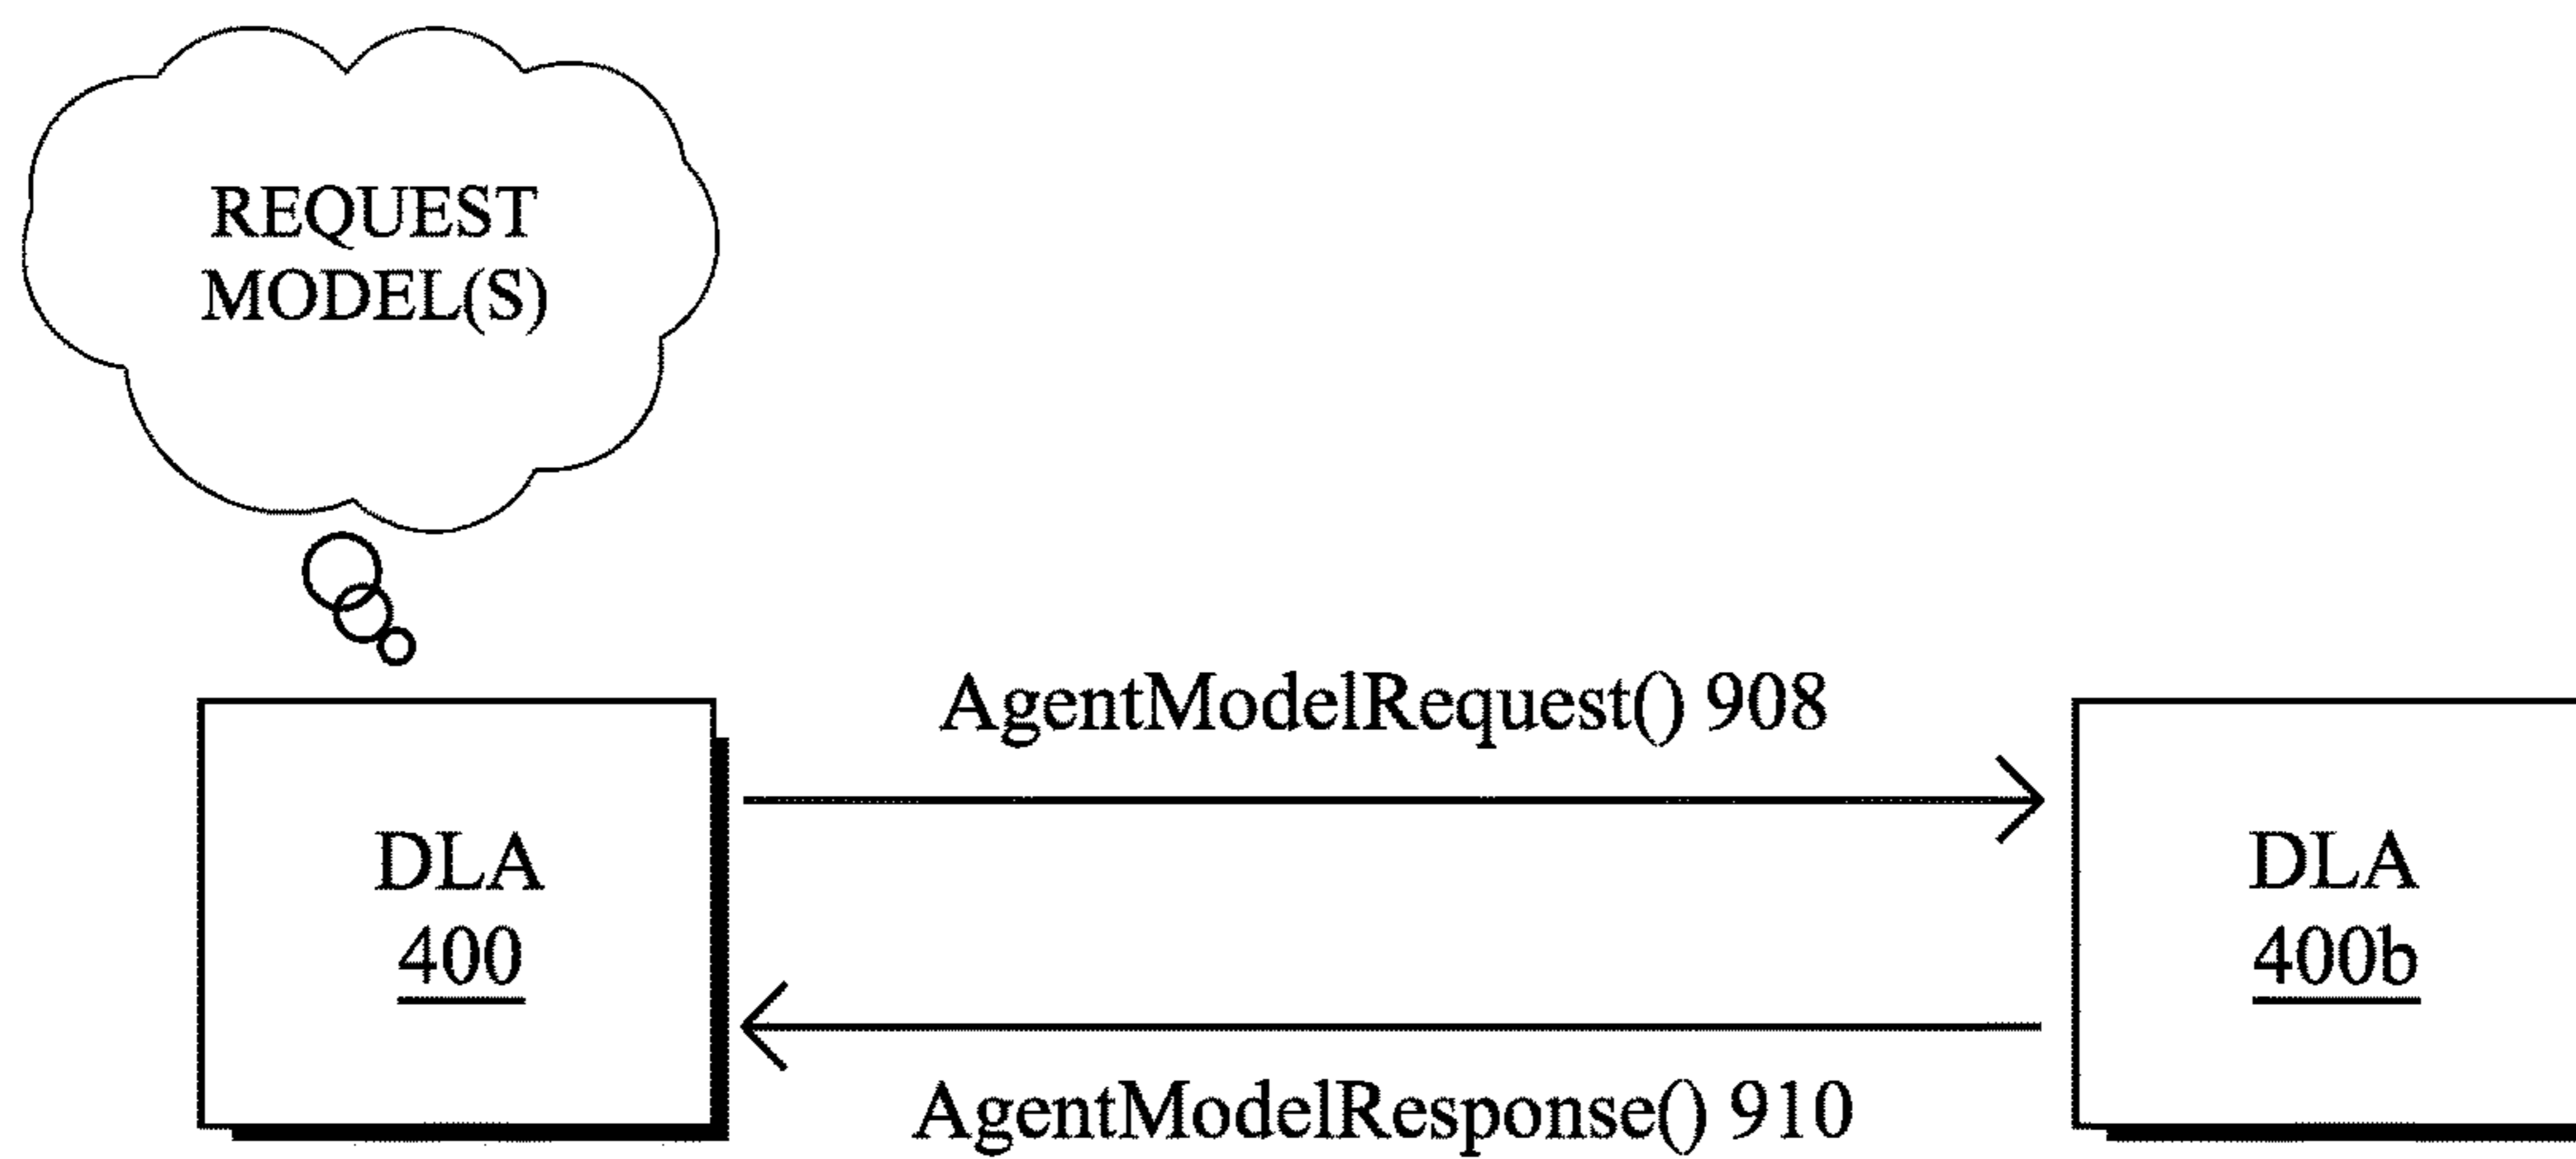 REQUEST
MODEL(S)
AgentModelRequest() 908
DLA
400
DLA
400b
AgentModelResponse() 910